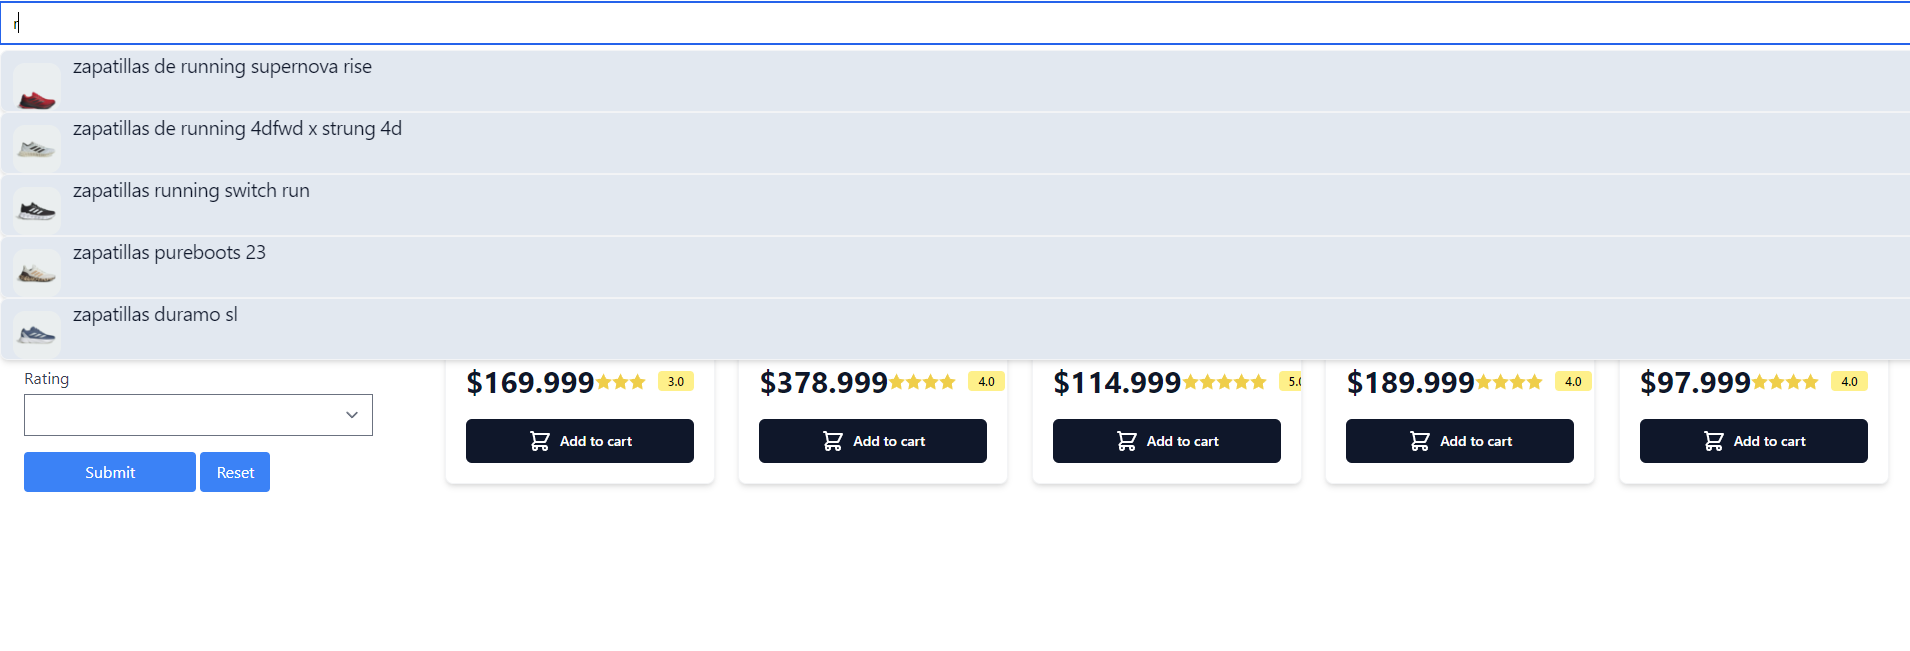 r
zapatillas de running supernova rise
zapatillas de running 4dfwd x strung 4d
zapatillas running switch run
zapatillas pureboots 23
zapatillas duramo sl
Rating
Submit Reset
$169.999 3.0
Add to cart
$378.999 4.0
Add to cart
$114.999 5.0
Add to cart
$189.999 4.0
Add to cart
$97.999 4.0
Add to cart